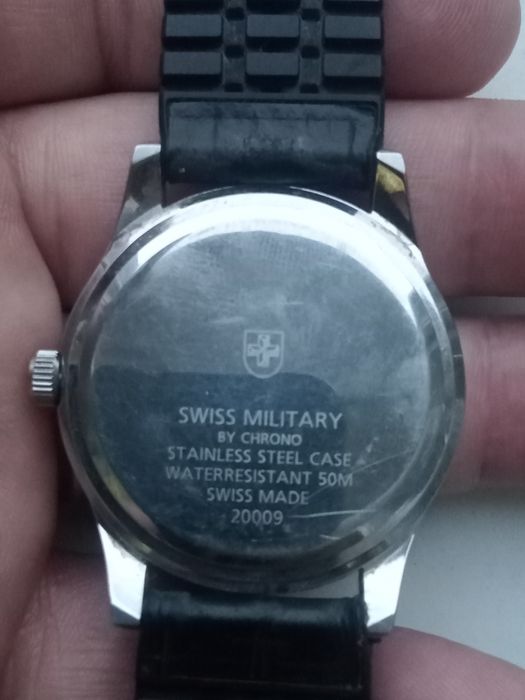 SWISS MILITARY
BY CHRONO
STAINLESS STEEL CASE
WATERRESISTANT 50M
SWISS MADE
20009